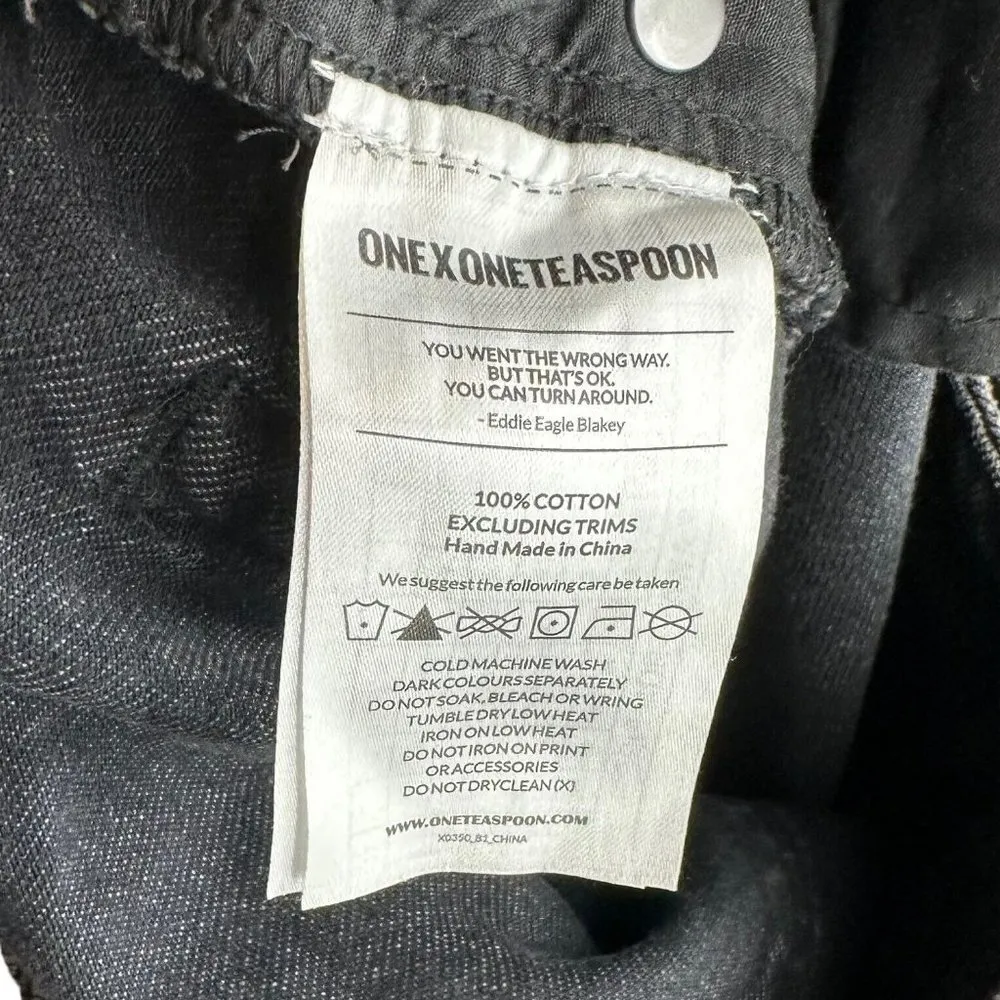 ONEXONETEASPOON
YOU WENT THE WRONG WAY.
BUT THAT'S OK.
YOU CAN TURN AROUND.
- Eddie Eagle Blakey
100% COTTON
EXCLUDING TRIMS
Hand Made in China
We suggest the following care be taken
COLD MACHINE WASH
DARK COLOURS SEPARATELY
DO NOT SOAK, BLEACH OR WRING
TUMBLE DRY LOW HEAT
IRON ON LOW HEAT
DO NOT IRON ON PRINT
OR ACCESSORIES
DO NOT DRYCLEAN (X)
WWW.ONETEASPOON.COM
X0350_B1_CHINA